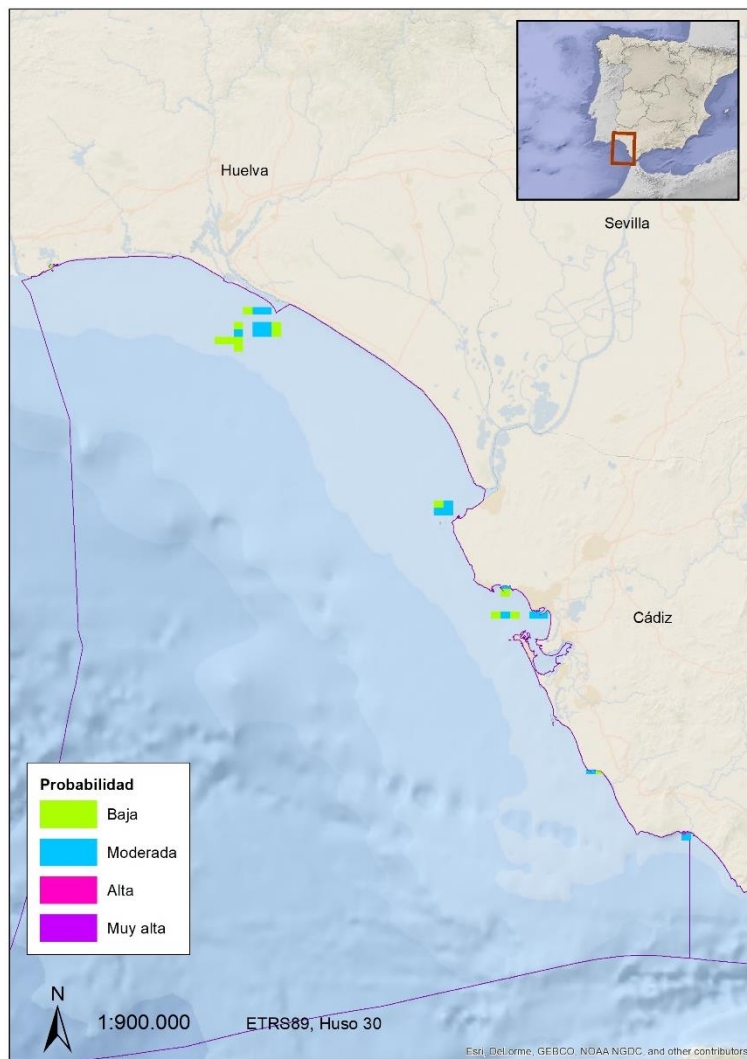 Huelva
Sevilla
Cádiz
Probabilidad
Baja
Moderada
Alta
Muy alta
N
1:900.000
ETRS89, Huso 30
Esri, DeLorme, GEBCO, NOAA NGDC, and other contributors